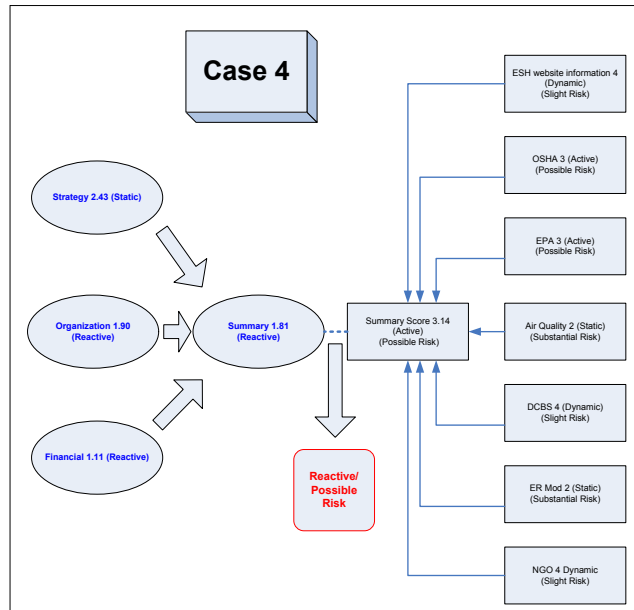 Case 4
Strategy 2.43 (Static)
Organization 1.90
(Reactive)
Financial 1.11 (Reactive)
Summary 1.81
(Reactive)
Summary Score 3.14
(Active)
(Possible Risk)
Reactive/
Possible
Risk
ESH website information 4
(Dynamic)
(Slight Risk)
OSHA 3 (Active)
(Possible Risk)
EPA 3 (Active)
(Possible Risk)
Air Quality 2 (Static)
(Substantial Risk)
DCBS 4 (Dynamic)
(Slight Risk)
ER Mod 2 (Static)
(Substantial Risk)
NGO 4 Dynamic
(Slight Risk)